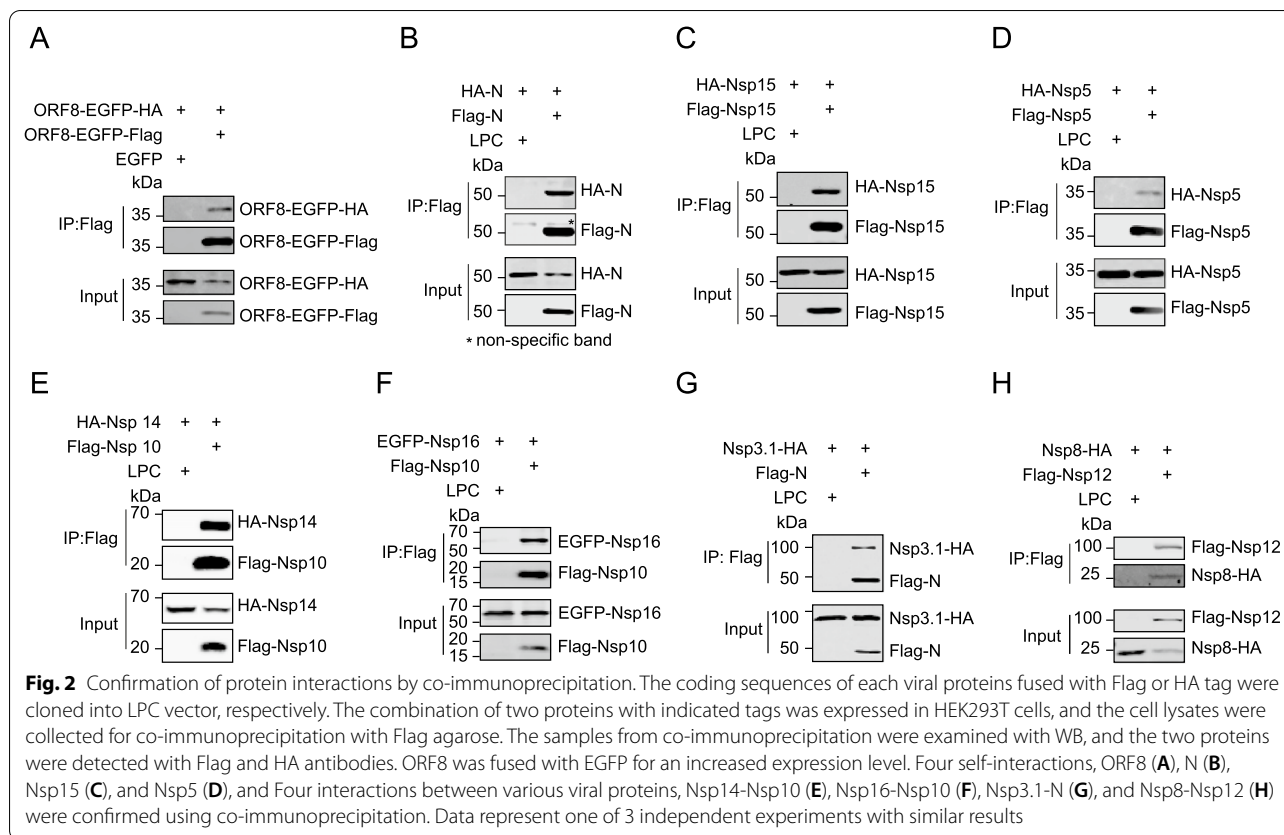 A
ORF8-EGFP-HA + +
ORF8-EGFP-Flag +
EGFP +
kDa
IP:Flag
35 ORF8-EGFP-HA
35 ORF8-EGFP-Flag
Input
35 ORF8-EGFP-HA
35 ORF8-EGFP-Flag
B
HA-N + +
Flag-N +
LPC +
kDa
IP:Flag
50 HA-N
*
50 Flag-N
Input
50 HA-N
50 Flag-N
* non-specific band
C
HA-Nsp15 + +
Flag-Nsp15 +
LPC +
kDa
IP:Flag
50 HA-Nsp15
50 Flag-Nsp15
Input
50 HA-Nsp15
50 Flag-Nsp15
D
HA-Nsp5 + +
Flag-Nsp5 +
LPC +
kDa
IP:Flag
35 HA-Nsp5
35 Flag-Nsp5
Input
35 HA-Nsp5
35 Flag-Nsp5
E
HA-Nsp 14 + +
Flag-Nsp 10 +
LPC +
kDa
IP:Flag
70 HA-Nsp14
20 Flag-Nsp10
Input
70 HA-Nsp14
20 Flag-Nsp10
F
EGFP-Nsp16 + +
Flag-Nsp10 +
LPC +
kDa
IP:Flag
70
50 EGFP-Nsp16
20
15 Flag-Nsp10
Input
70
50 EGFP-Nsp16
20
15 Flag-Nsp10
G
Nsp3.1-HA + +
Flag-N +
LPC +
kDa
IP: Flag
100 Nsp3.1-HA
50 Flag-N
Input
100 Nsp3.1-HA
50 Flag-N
H
Nsp8-HA + +
Flag-Nsp12 +
LPC +
kDa
IP:Flag
100 Flag-Nsp12
25 Nsp8-HA
Input
100 Flag-Nsp12
25 Nsp8-HA
Fig. 2 Confirmation of protein interactions by co-immunoprecipitation. The coding sequences of each viral proteins fused with Flag or HA tag were
cloned into LPC vector, respectively. The combination of two proteins with indicated tags was expressed in HEK293T cells, and the cell lysates were
collected for co-immunoprecipitation with Flag agarose. The samples from co-immunoprecipitation were examined with WB, and the two proteins
were detected with Flag and HA antibodies. ORF8 was fused with EGFP for an increased expression level. Four self-interactions, ORF8 (A), N (B),
Nsp15 (C), and Nsp5 (D), and Four interactions between various viral proteins, Nsp14-Nsp10 (E), Nsp16-Nsp10 (F), Nsp3.1-N (G), and Nsp8-Nsp12 (H)
were confirmed using co-immunoprecipitation. Data represent one of 3 independent experiments with similar results